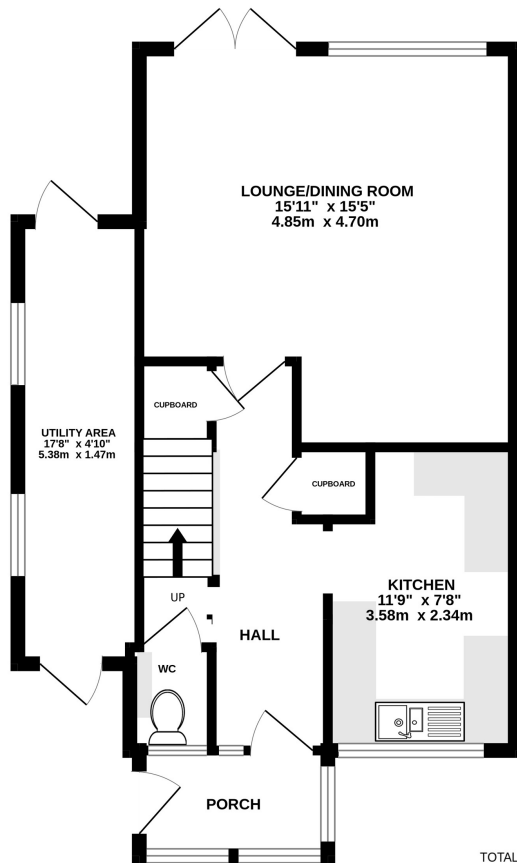 LOUNGE/DINING ROOM
15'11" x 15'5"
4.85m x 4.70m
CUPBOARD
UTILITY AREA
17'8" x 4'10"
5.38m x 1.47m
CUPBOARD
KITCHEN
11'9" x 7'8"
3.58m x 2.34m
UP
HALL
WC
PORCH
TOTAL